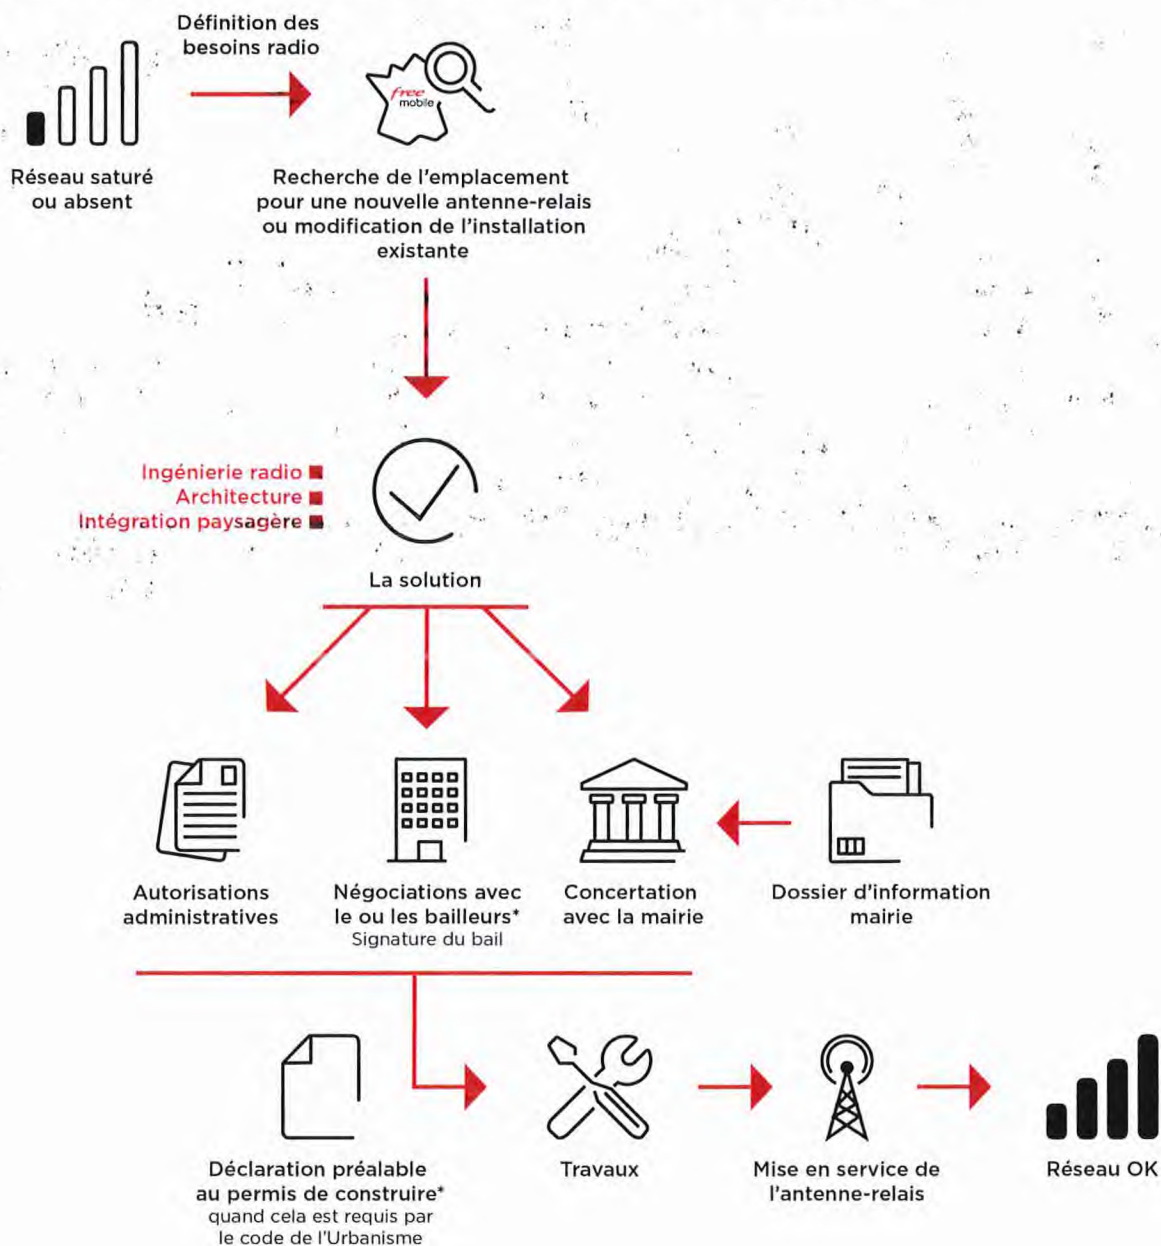 Définition des
besoins radio
free
mobile
Réseau saturé
ou absent
Recherche de l'emplacement
pour une nouvelle antenne-relais
ou modification de l'installation
existante
Ingénierie radio
Architecture
Intégration paysagère
La solution
Autorisations
administratives
Négociations avec
le ou les bailleurs*
Signature du bail
Concertation
avec la mairie
Dossier d'information
mairie
Déclaration préalable
au permis de construire*
quand cela est requis par
le code de l'Urbanisme
Travaux
Mise en service de
l'antenne-relais
Réseau OK